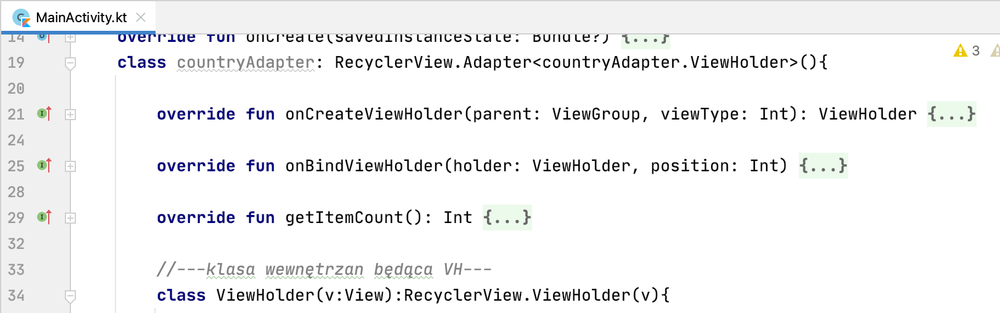 MainActivity.kt
14 override fun onCreate(savedInstanceState: Bundle?) {...}
3
19 class countryAdapter: RecyclerView.Adapter<countryAdapter.ViewHolder>(){
20
21 override fun onCreateViewHolder(parent: ViewGroup, viewType: Int): ViewHolder {...}
24
25 override fun onBindViewHolder(holder: ViewHolder, position: Int) {...}
28
29 override fun getItemCount(): Int {...}
32
33 //---klasa wewnętrzan będąca VH---
34 class ViewHolder(v:View):RecyclerView.ViewHolder(v){